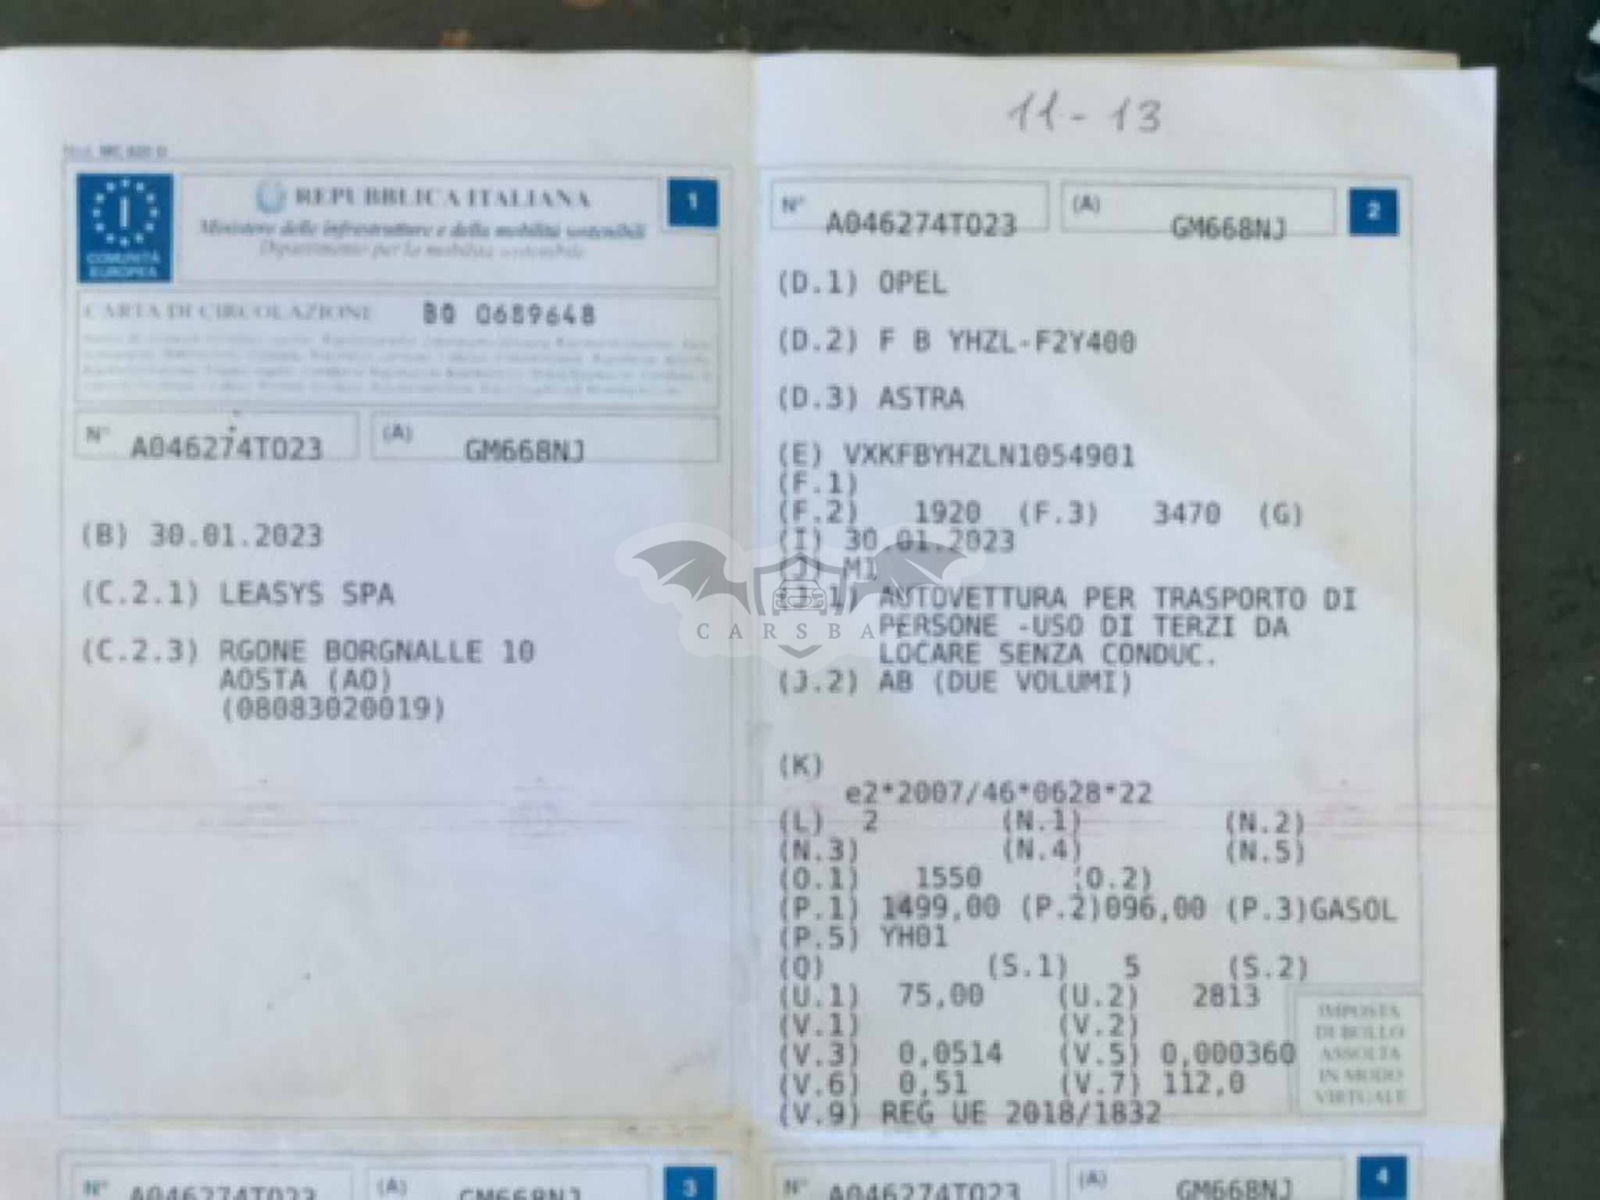 11-13
REPUBBLICA ITALIANA
1
Ministero delle infrastrutture e della mobilità sostenibili
Dipartimento per la mobilità sostenibile
COMUNITÀ
EUROPEA
CARTA DI CIRCOLAZIONE BQ 0689648
N° A046274TO23 (A) GM668NJ
(B) 30.01.2023
(C.2.1) LEASYS SPA
(C.2.3) RGONE BORGNALLE 10
AOSTA (AO)
(08083020019)
N° A046274TO23 (A) GM668NJ 2
(D.1) OPEL
(D.2) F B YHZL-F2Y400
(D.3) ASTRA
(E) VXKFBYHZLN1054901
(F.1)
(F.2) 1920 (F.3) 3470 (G)
(I) 30.01.2023
(J) M1
(J.1) AUTOVETTURA PER TRASPORTO DI
PERSONE -USO DI TERZI DA
LOCARE SENZA CONDUC.
(J.2) AB (DUE VOLUMI)
CARSBA
(K)
e2*2007/46*0628*22
(L) 2 (N.1) (N.2)
(N.3) (N.4) (N.5)
(O.1) 1550 (O.2)
(P.1) 1499,00 (P.2)096,00 (P.3)GASOL
(P.5) YH01
(Q) (S.1) 5 (S.2)
(U.1) 75,00 (U.2) 2813
(V.1) (V.2)
(V.3) 0,0514 (V.5) 0,000360
(V.6) 0,51 (V.7) 112,0
(V.9) REG UE 2018/1832
IMPOSTA
DI BOLLO
ASSOLTA
IN MODO
VIRTUALE
N° A046274TO23 (A) GM668NJ 3
N° A046274TO23 (A) GM668NJ 4